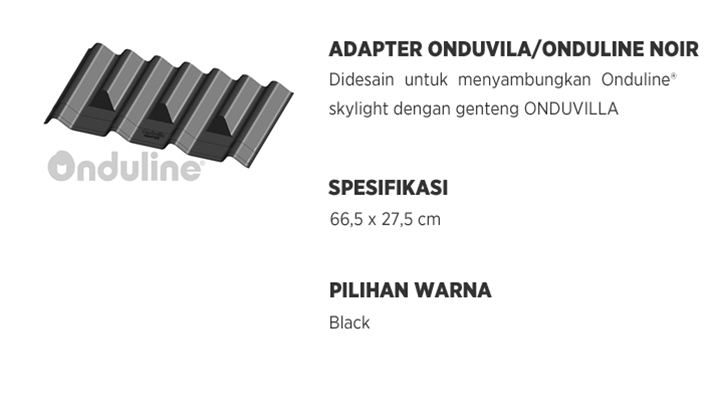 Onduline®
ADAPTER ONDUVILA/ONDULINE NOIR
Didesain untuk menyambungkan Onduline®
skylight dengan genteng ONDUVILLA
SPESIFIKASI
66,5 x 27,5 cm
PILIHAN WARNA
Black